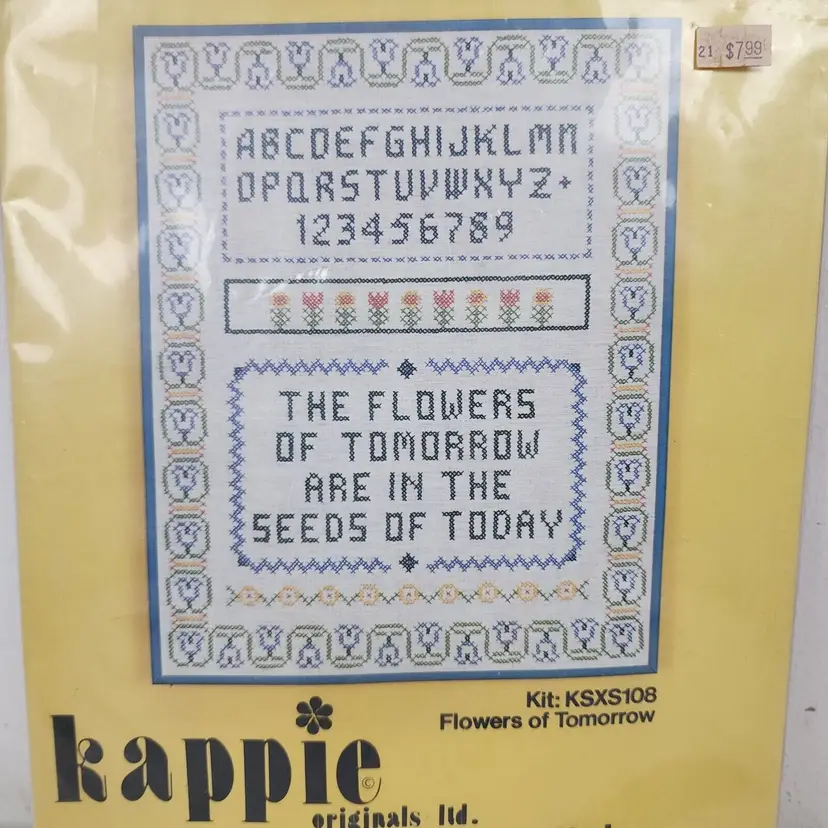 21 $7.99
ABCDEFGHIJKLMN
OPQRSTUVWXYZ+
123456789
THE FLOWERS
OF TOMORROW
ARE IN THE
SEEDS OF TODAY
Kit: KSXS108
Flowers of Tomorrow
kappie ©
originals ltd.